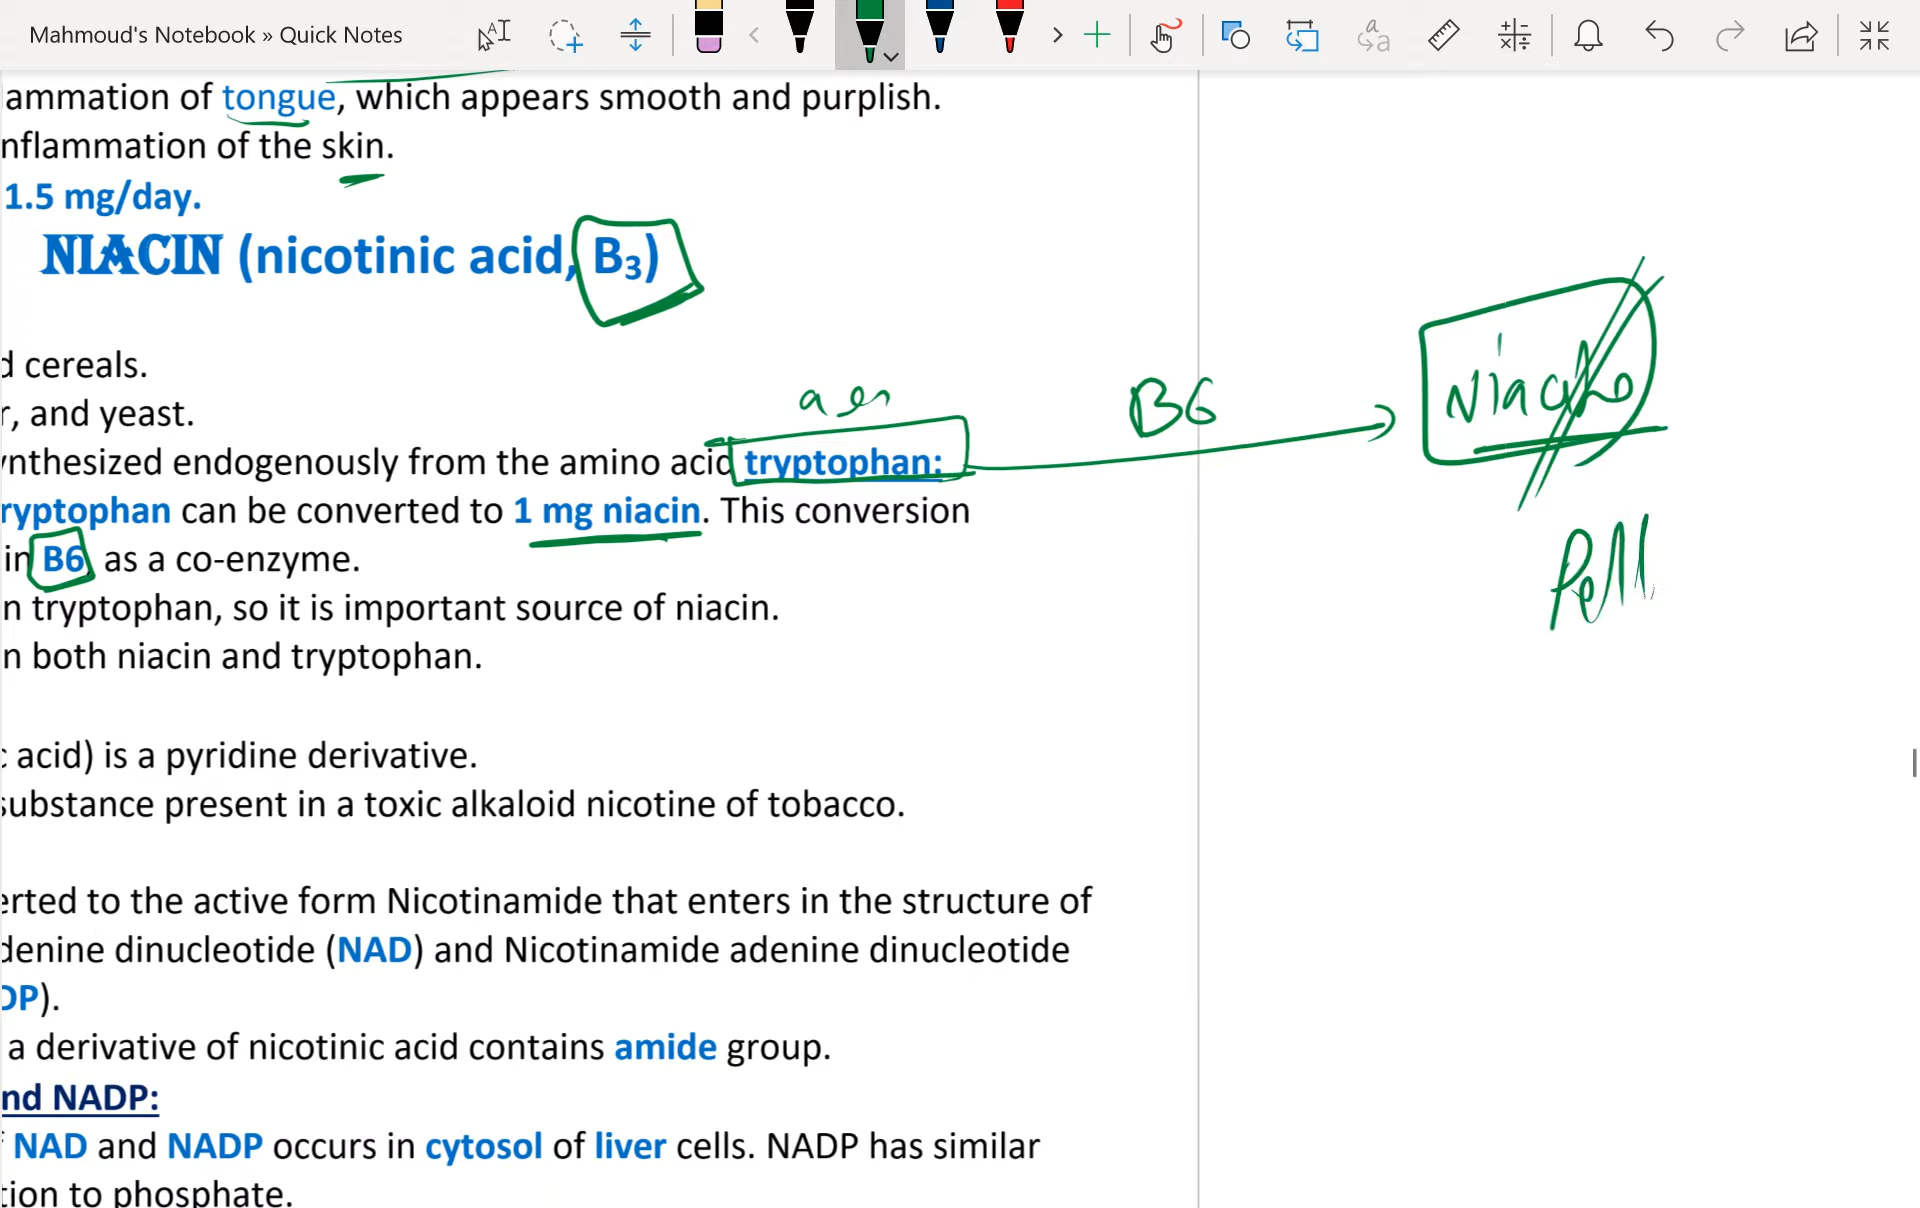 Mahmoud's Notebook » Quick Notes
ammation of tongue, which appears smooth and purplish.
nflammation of the skin.
1.5 mg/day.
NIACIN (nicotinic acid, B₃)
d cereals.
r, and yeast.
B6
nthesized endogenously from the amino acid tryptophan:
ryptophan can be converted to 1 mg niacin. This conversion
in B6 as a co-enzyme.
Pell
n tryptophan, so it is important source of niacin.
n both niacin and tryptophan.
c acid) is a pyridine derivative.
substance present in a toxic alkaloid nicotine of tobacco.
erted to the active form Nicotinamide that enters in the structure of
denine dinucleotide (NAD) and Nicotinamide adenine dinucleotide
DP).
a derivative of nicotinic acid contains amide group.
nd NADP:
NAD and NADP occurs in cytosol of liver cells. NADP has similar
tion to phosphate.